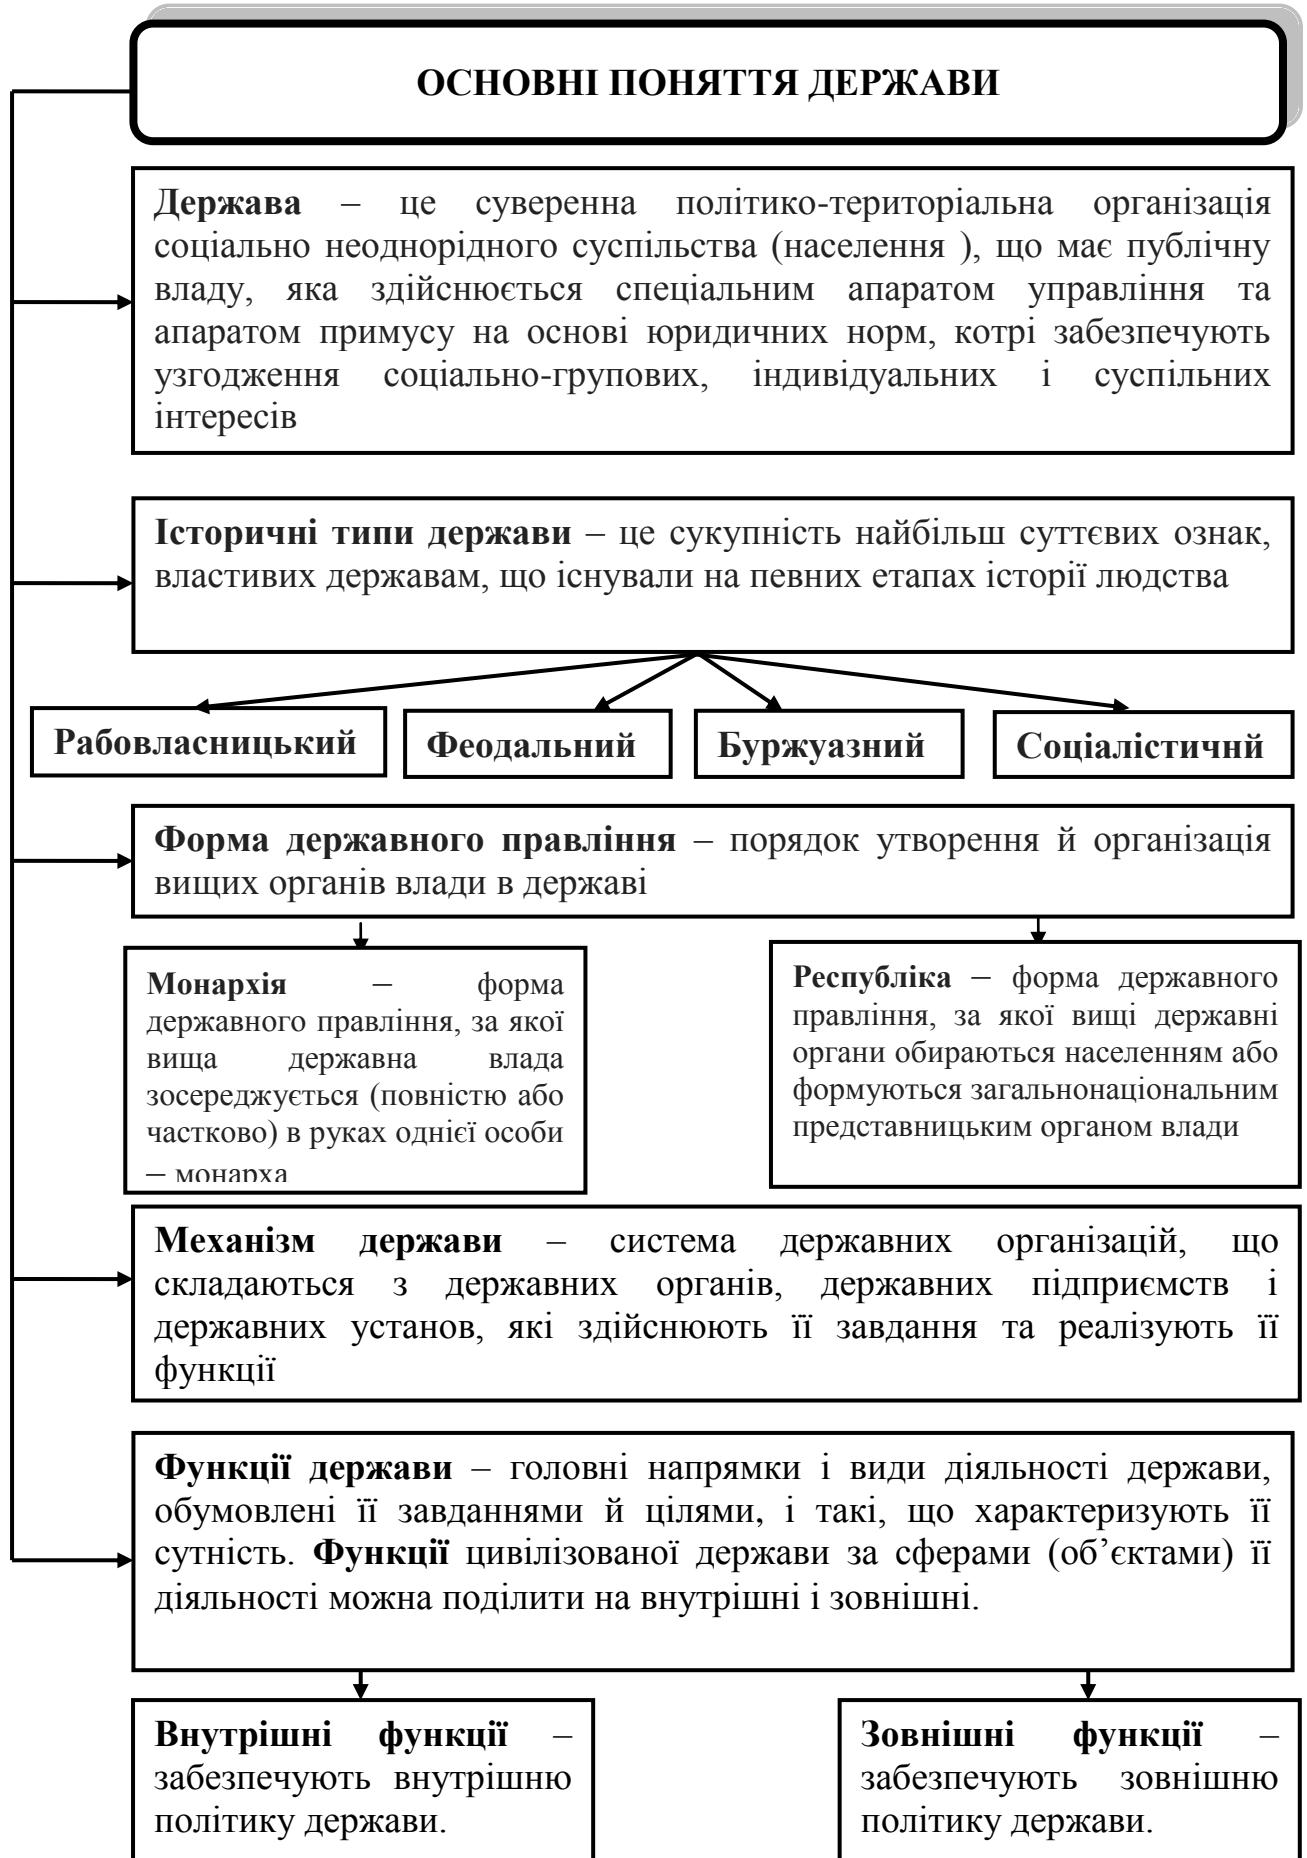 ОСНОВНІ ПОНЯТТЯ ДЕРЖАВИ
Держава – це суверенна політико-територіальна організація
соціально неоднорідного суспільства (населення ), що має публічну
владу, яка здійснюється спеціальним апаратом управління та
апаратом примусу на основі юридичних норм, котрі забезпечують
узгодження соціально-групових, індивідуальних і суспільних
інтересів
Історичні типи держави – це сукупність найбільш суттєвих ознак,
властивих державам, що існували на певних етапах історії людства
Рабовласницький
Феодальний
Буржуазний
Соціалістичнй
Форма державного правління – порядок утворення й організація
вищих органів влади в державі
Монархія – форма
державного правління, за якої
вища державна влада
зосереджується (повністю або
частково) в руках однієї особи
– монарха
Республіка – форма державного
правління, за якої вищі державні
органи обираються населенням або
формуються загальнонаціональним
представницьким органом влади
Механізм держави – система державних організацій, що
складаються з державних органів, державних підприємств і
державних установ, які здійснюють її завдання та реалізують її
функції
Функції держави – головні напрямки і види діяльності держави,
обумовлені її завданнями й цілями, і такі, що характеризують її
сутність. Функції цивілізованої держави за сферами (об’єктами) її
діяльності можна поділити на внутрішні і зовнішні.
Внутрішні функції –
забезпечують внутрішню
політику держави.
Зовнішні функції –
забезпечують зовнішню
політику держави.